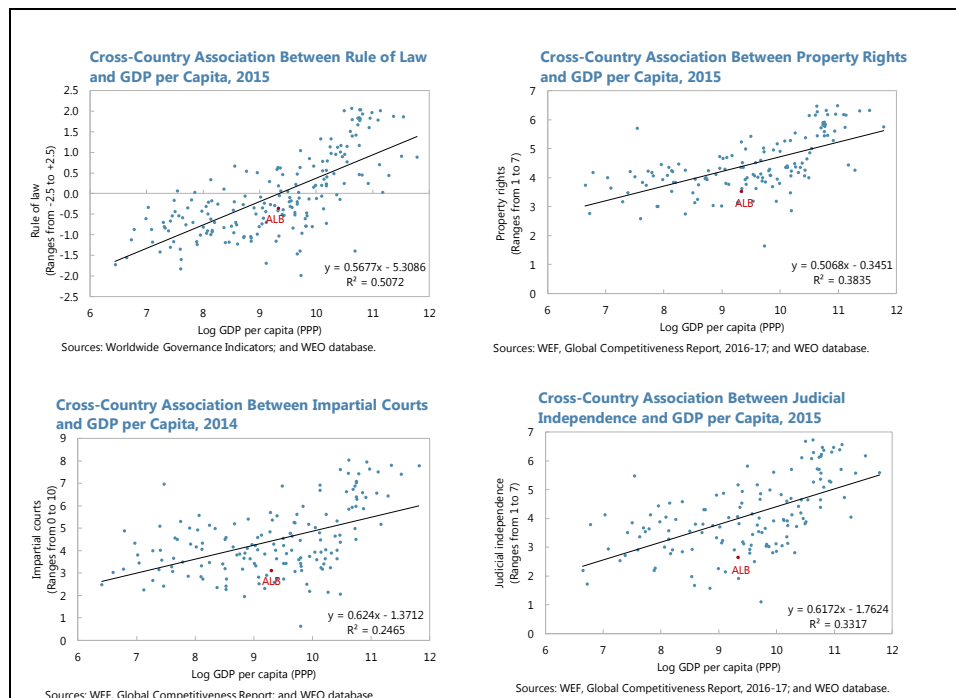 Cross-Country Association Between Rule of Law
and GDP per Capita, 2015
2.5
2.0
1.5
1.0
0.5
0.0
-0.5
-1.0
-1.5
-2.0
-2.5
Rule of law
(Ranges from -2.5 to +2.5)
ALB
y = 0.5677x - 5.3086
R² = 0.5072
6 7 8 9 10 11 12
Log GDP per capita (PPP)
Sources: Worldwide Governance Indicators; and WEO database.
Cross-Country Association Between Property Rights
and GDP per Capita, 2015
7
6
5
4
3
2
1
0
Property rights
(Ranges from 1 to 7)
ALB
y = 0.5068x - 0.3451
R² = 0.3835
6 7 8 9 10 11 12
Log GDP per capita (PPP)
Sources: WEF, Global Competitiveness Report, 2016-17; and WEO database.
Cross-Country Association Between Impartial Courts
and GDP per Capita, 2014
9
8
7
6
5
4
3
2
1
0
Impartial courts
(Ranges from 0 to 10)
ALB
y = 0.624x - 1.3712
R² = 0.2465
6 7 8 9 10 11 12
Log GDP per capita (PPP)
Sources: WEF, Global Competitiveness Report; and WEO database
Cross-Country Association Between Judicial
Independence and GDP per Capita, 2015
7
6
5
4
3
2
1
0
Judicial independence
(Ranges from 1 to 7)
ALB
y = 0.6172x - 1.7624
R² = 0.3317
6 7 8 9 10 11 12
Log GDP per capita (PPP)
Sources: WEF, Global Competitiveness Report, 2016-17; and WEO database.